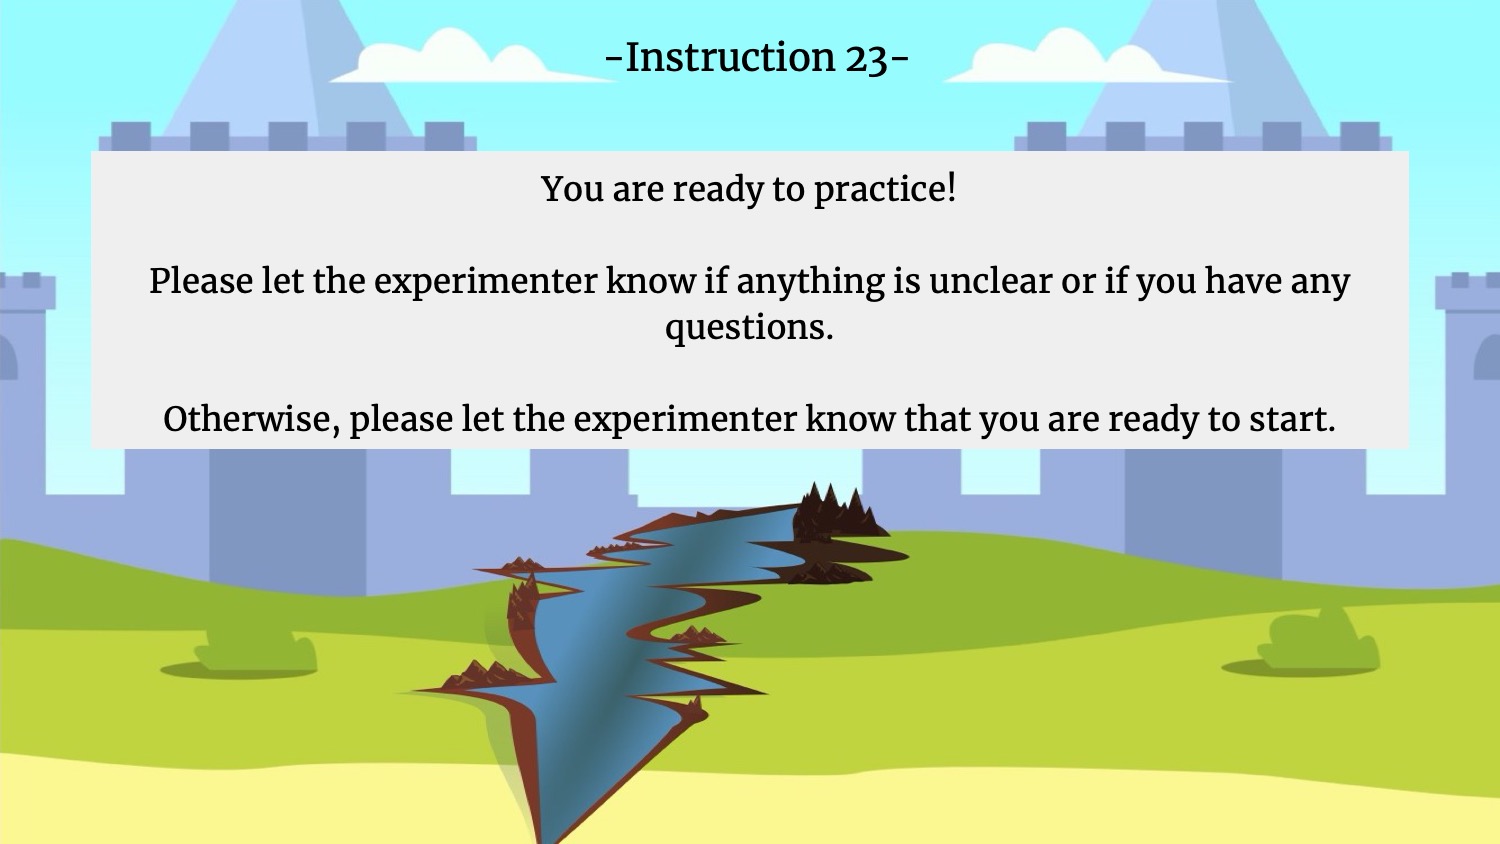 -Instruction 23-
You are ready to practice!
Please let the experimenter know if anything is unclear or if you have any
questions.
Otherwise, please let the experimenter know that you are ready to start.